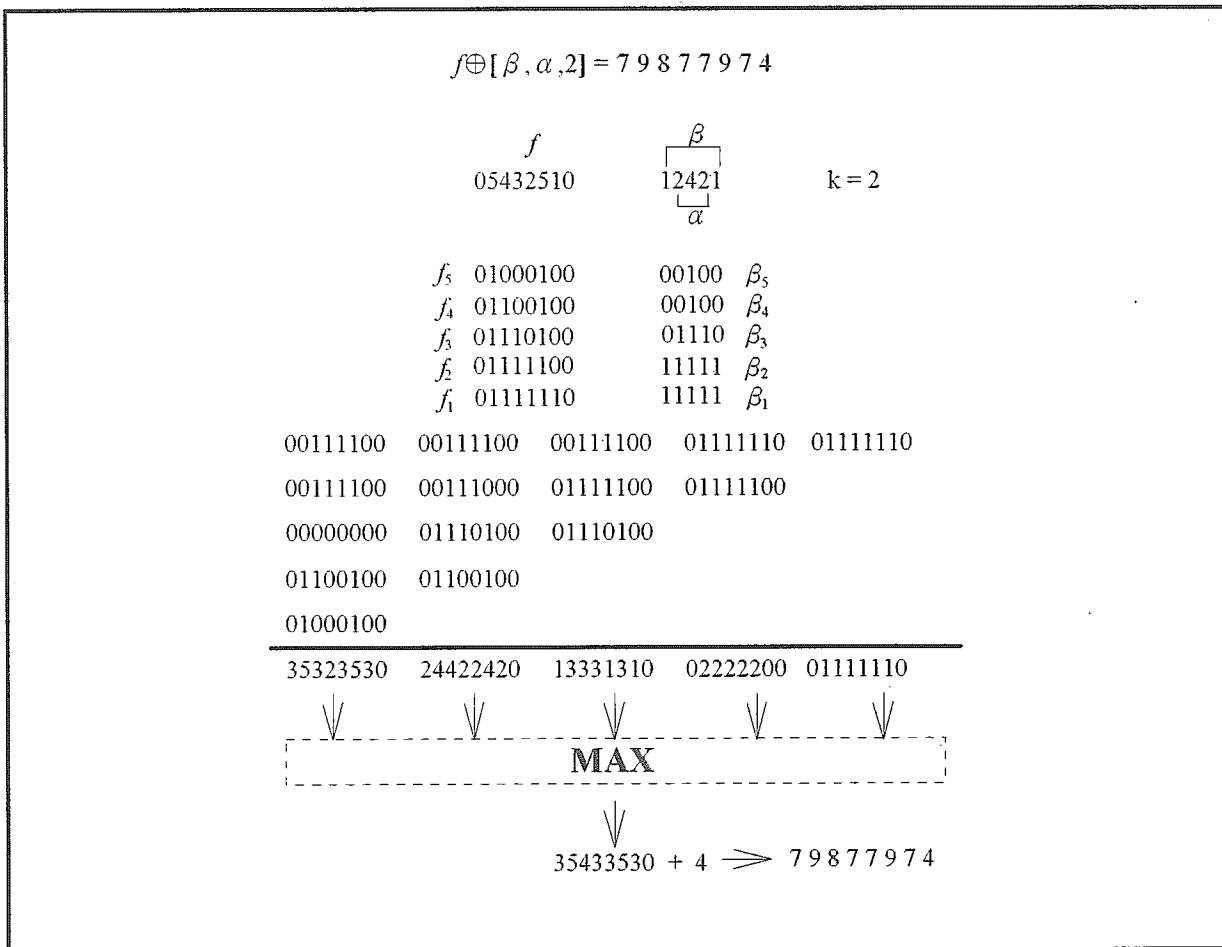 f⊕[β,α,2] = 7 9 8 7 7 9 7 4
f β
05432510 12421 k = 2
α
f₅ 01000100 00100 β₅
f₄ 01100100 00100 β₄
f₃ 01110100 01110 β₃
f₂ 01111100 11111 β₂
f₁ 01111110 11111 β₁
00111100 00111100 00111100 01111110 01111110
00111100 00111000 01111100 01111100
00000000 01110100 01110100
01100100 01100100
01000100
35323530 24422420 13331310 02222200 01111110
MAX
35433530 + 4 ⇒ 7 9 8 7 7 9 7 4